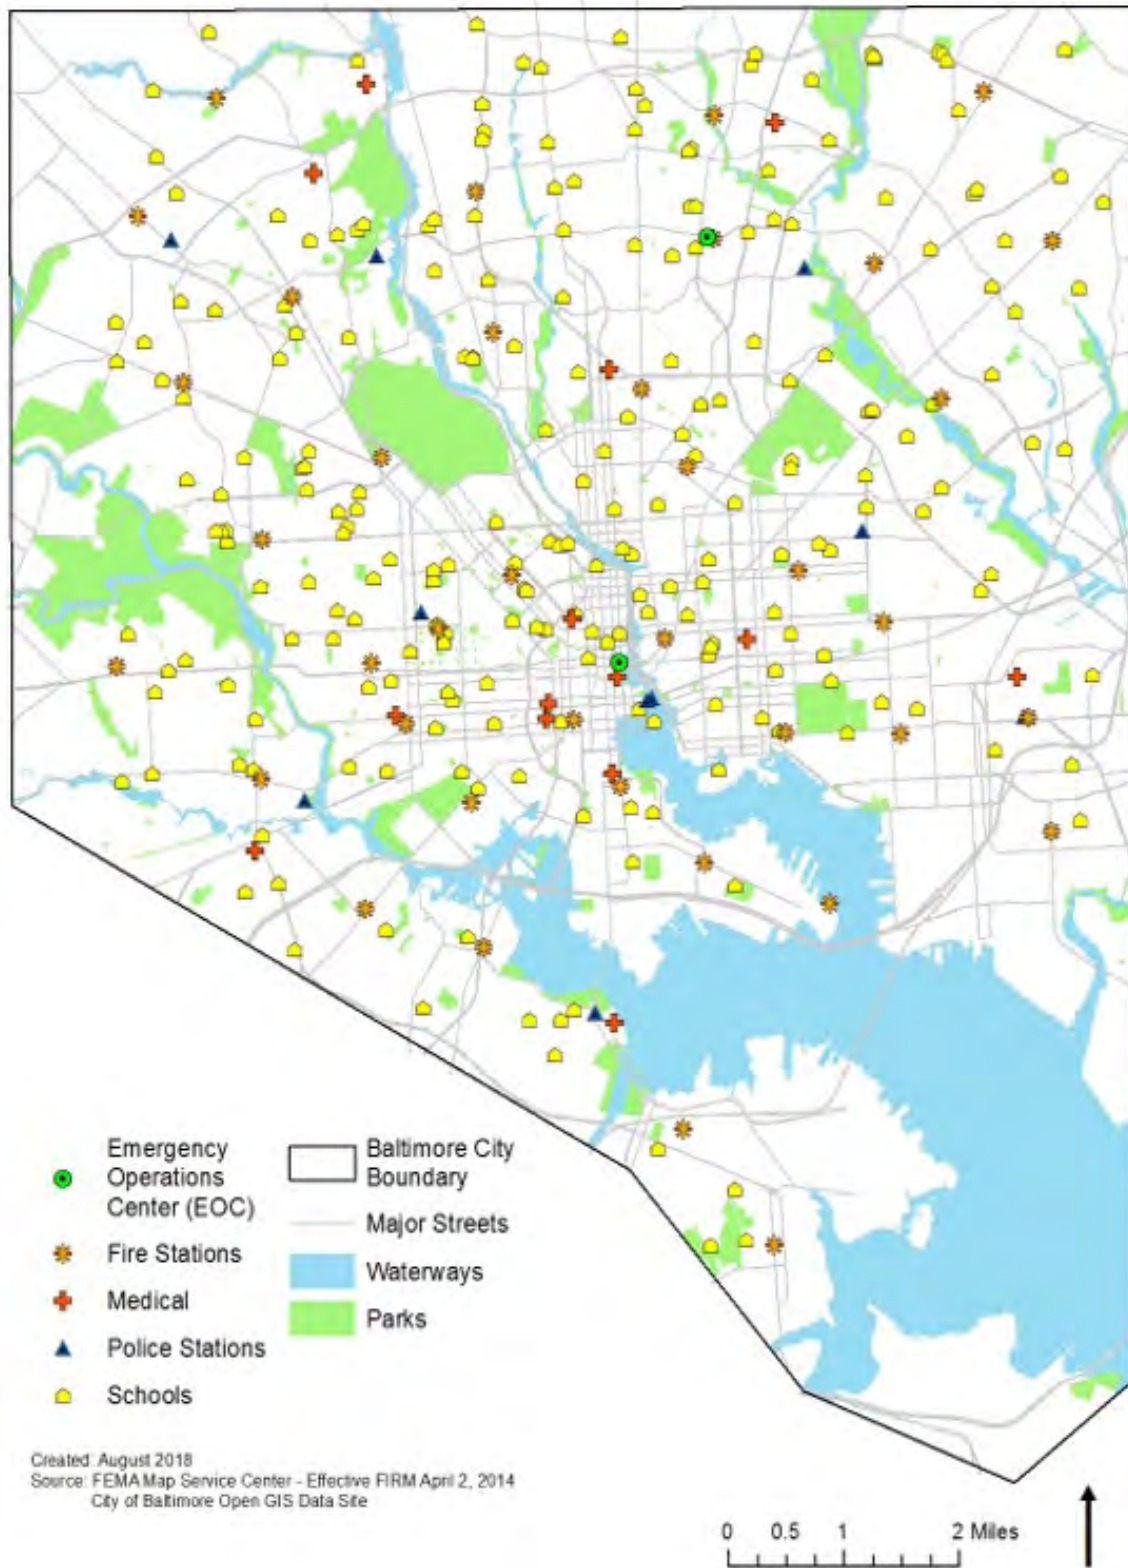 Emergency
Operations
Center (EOC)
Fire Stations
Medical
Police Stations
Schools
Baltimore City
Boundary
Major Streets
Waterways
Parks
Created: August 2018
Source: FEMA Map Service Center - Effective FIRM April 2, 2014
City of Baltimore Open GIS Data Site
0 0.5 1 2 Miles